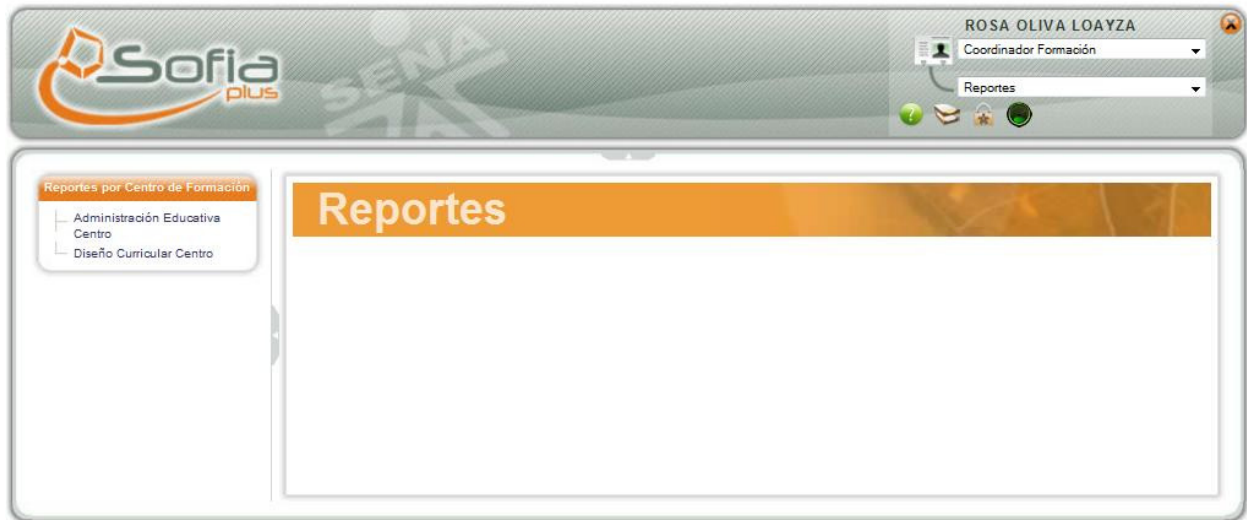 Sofia
plus
SENA
ROSA OLIVA LOAYZA
Coordinador Formación
Reportes
?
Reportes por Centro de Formación
Administración Educativa
Centro
Diseño Curricular Centro
Reportes